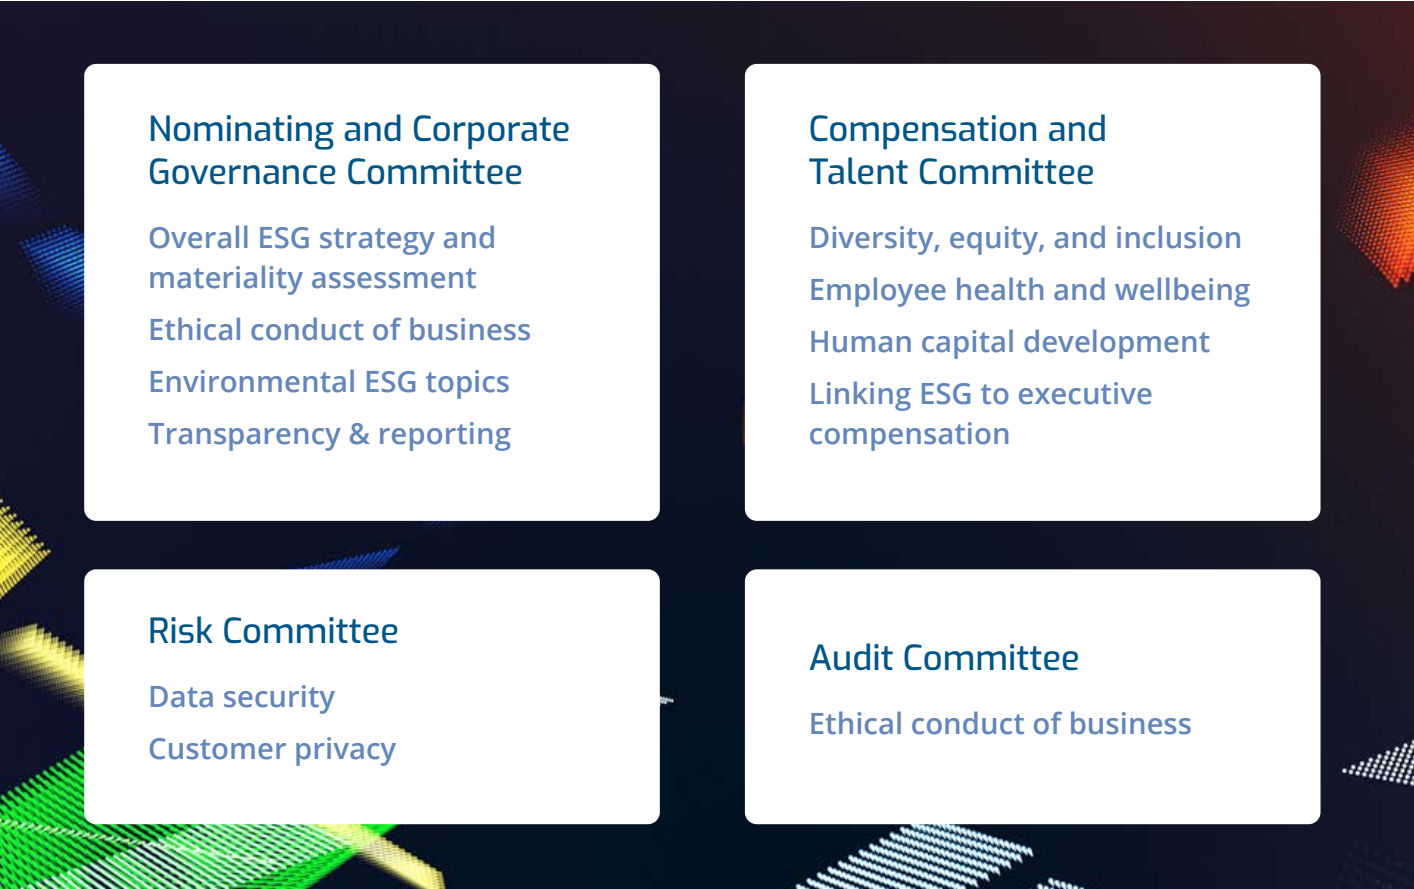 Nominating and Corporate
Governance Committee
Overall ESG strategy and
materiality assessment
Ethical conduct of business
Environmental ESG topics
Transparency & reporting
Compensation and
Talent Committee
Diversity, equity, and inclusion
Employee health and wellbeing
Human capital development
Linking ESG to executive
compensation
Risk Committee
Data security
Customer privacy
Audit Committee
Ethical conduct of business